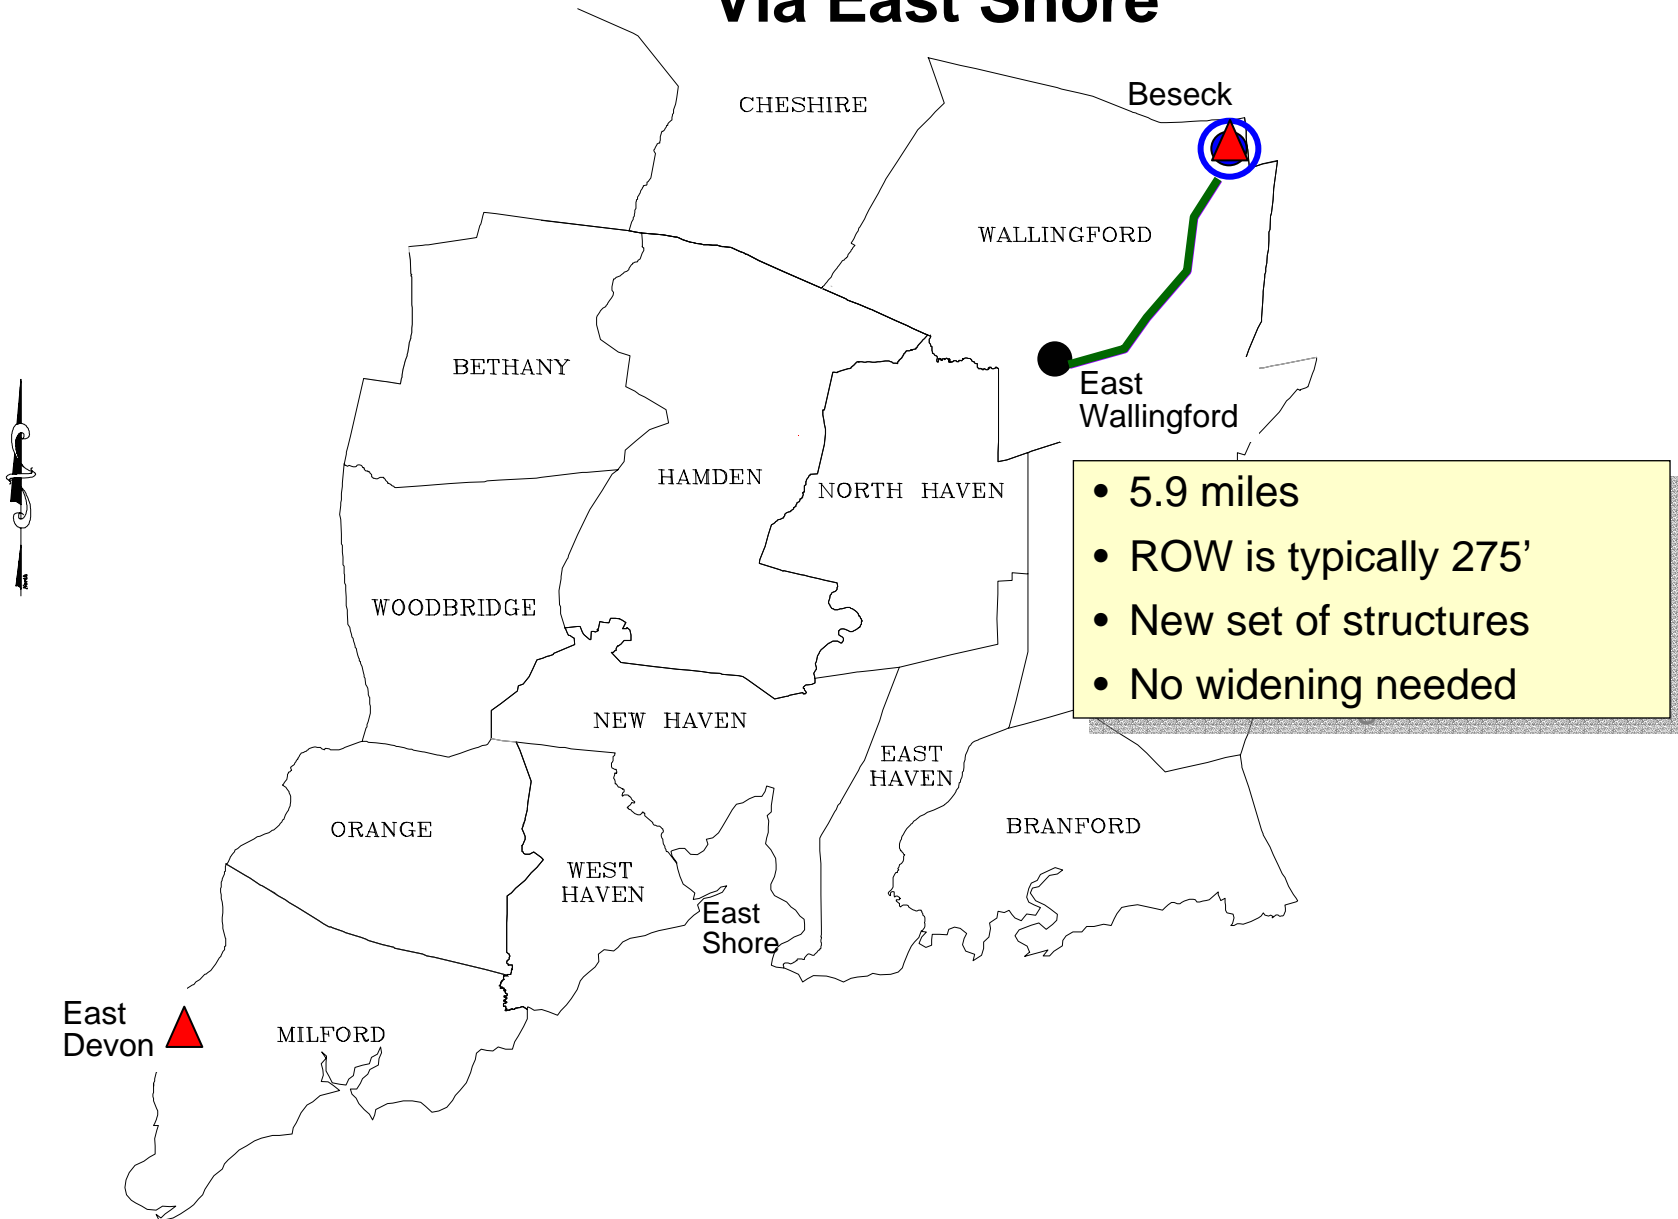 Via East Shore
CHESHIRE
Beseck
WALLINGFORD
BETHANY
East
Wallingford
HAMDEN
NORTH HAVEN
• 5.9 miles
• ROW is typically 275’
• New set of structures
• No widening needed
WOODBRIDGE
NEW HAVEN
EAST
HAVEN
ORANGE
BRANFORD
WEST
HAVEN
East
Shore
East
Devon
MILFORD
North